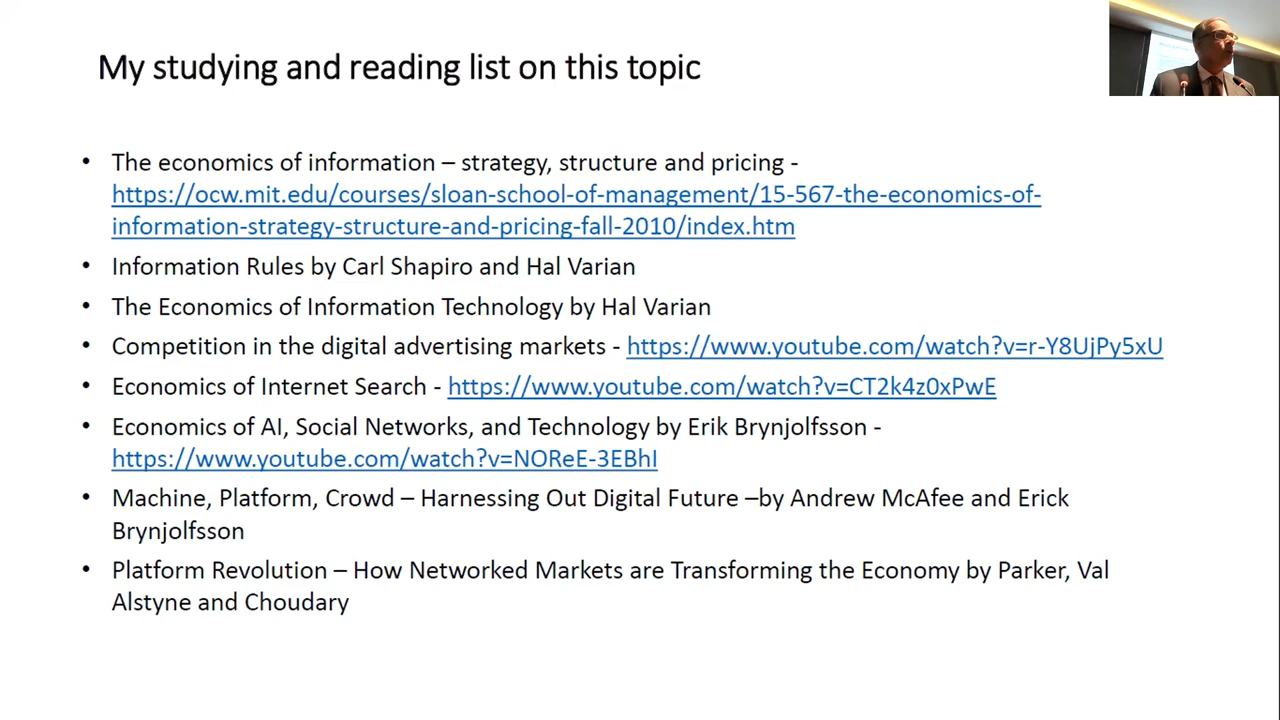 My studying and reading list on this topic
• The economics of information – strategy, structure and pricing -
https://ocw.mit.edu/courses/sloan-school-of-management/15-567-the-economics-of-
information-strategy-structure-and-pricing-fall-2010/index.htm
• Information Rules by Carl Shapiro and Hal Varian
• The Economics of Information Technology by Hal Varian
• Competition in the digital advertising markets - https://www.youtube.com/watch?v=r-Y8UjPy5xU
• Economics of Internet Search - https://www.youtube.com/watch?v=CT2k4z0xPwE
• Economics of AI, Social Networks, and Technology by Erik Brynjolfsson -
https://www.youtube.com/watch?v=NOReE-3EBhI
• Machine, Platform, Crowd – Harnessing Out Digital Future –by Andrew McAfee and Erick
Brynjolfsson
• Platform Revolution – How Networked Markets are Transforming the Economy by Parker, Val
Alstyne and Choudary